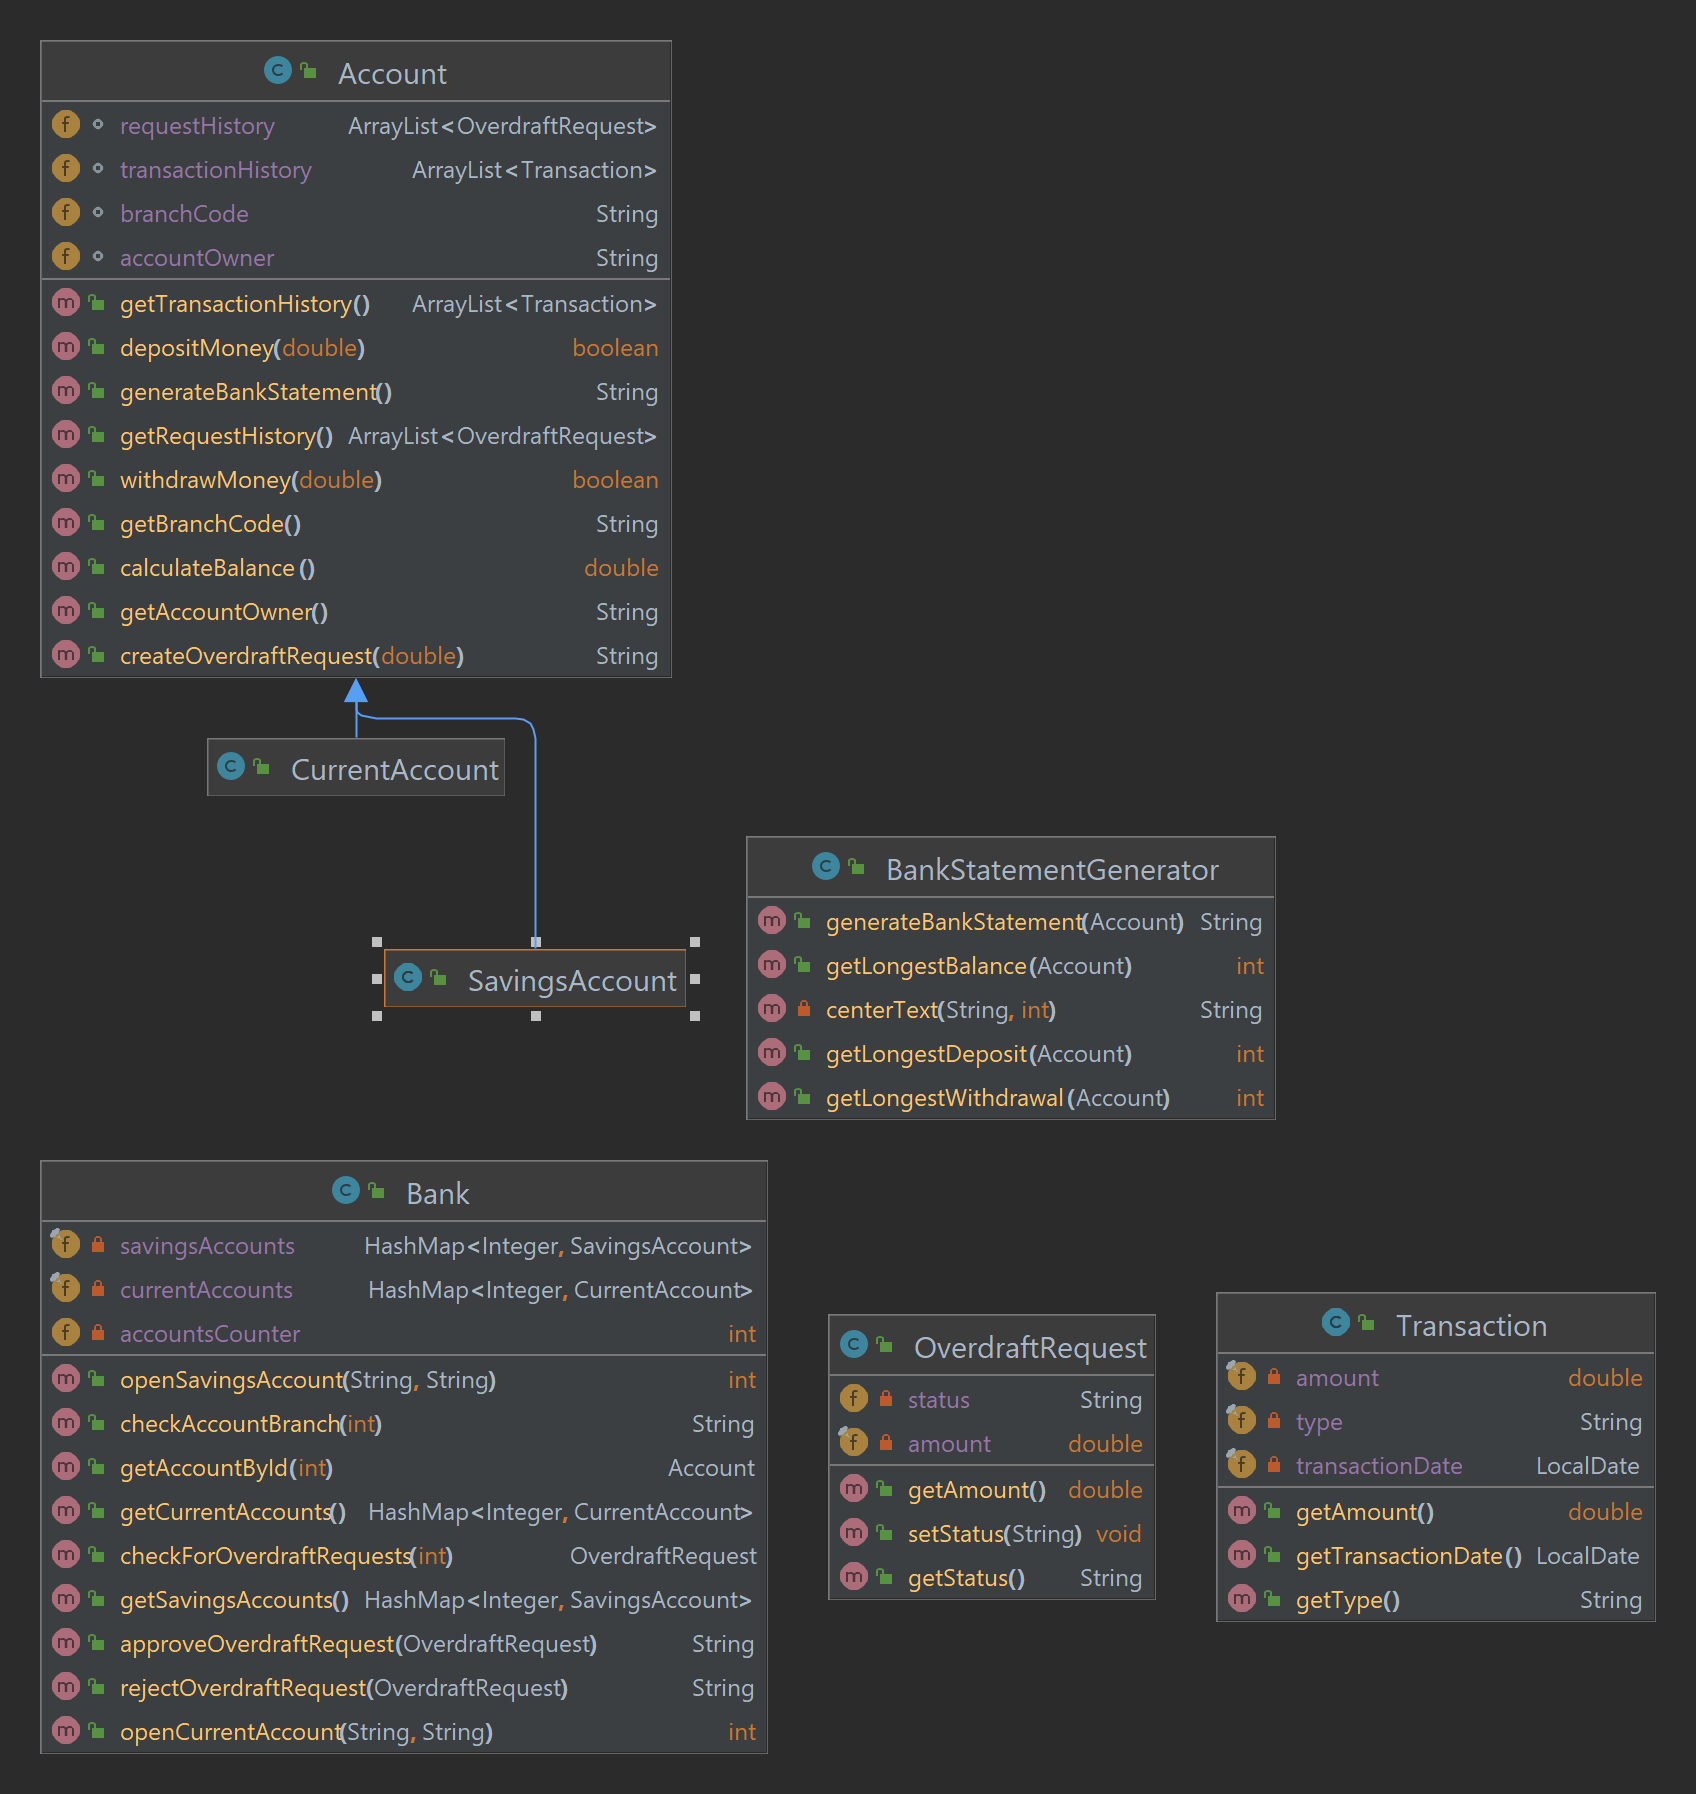 Account
requestHistory ArrayList<OverdraftRequest>
transactionHistory ArrayList<Transaction>
branchCode String
accountOwner String
getTransactionHistory() ArrayList<Transaction>
depositMoney(double) boolean
generateBankStatement() String
getRequestHistory() ArrayList<OverdraftRequest>
withdrawMoney(double) boolean
getBranchCode() String
calculateBalance() double
getAccountOwner() String
createOverdraftRequest(double) String
CurrentAccount
SavingsAccount
BankStatementGenerator
generateBankStatement(Account) String
getLongestBalance(Account) int
centerText(String, int) String
getLongestDeposit(Account) int
getLongestWithdrawal(Account) int
Bank
savingsAccounts HashMap<Integer, SavingsAccount>
currentAccounts HashMap<Integer, CurrentAccount>
accountsCounter int
openSavingsAccount(String, String) int
checkAccountBranch(int) String
getAccountById(int) Account
getCurrentAccounts() HashMap<Integer, CurrentAccount>
checkForOverdraftRequests(int) OverdraftRequest
getSavingsAccounts() HashMap<Integer, SavingsAccount>
approveOverdraftRequest(OverdraftRequest) String
rejectOverdraftRequest(OverdraftRequest) String
openCurrentAccount(String, String) int
OverdraftRequest
status String
amount double
getAmount() double
setStatus(String) void
getStatus() String
Transaction
amount double
type String
transactionDate LocalDate
getAmount() double
getTransactionDate() LocalDate
getType() String